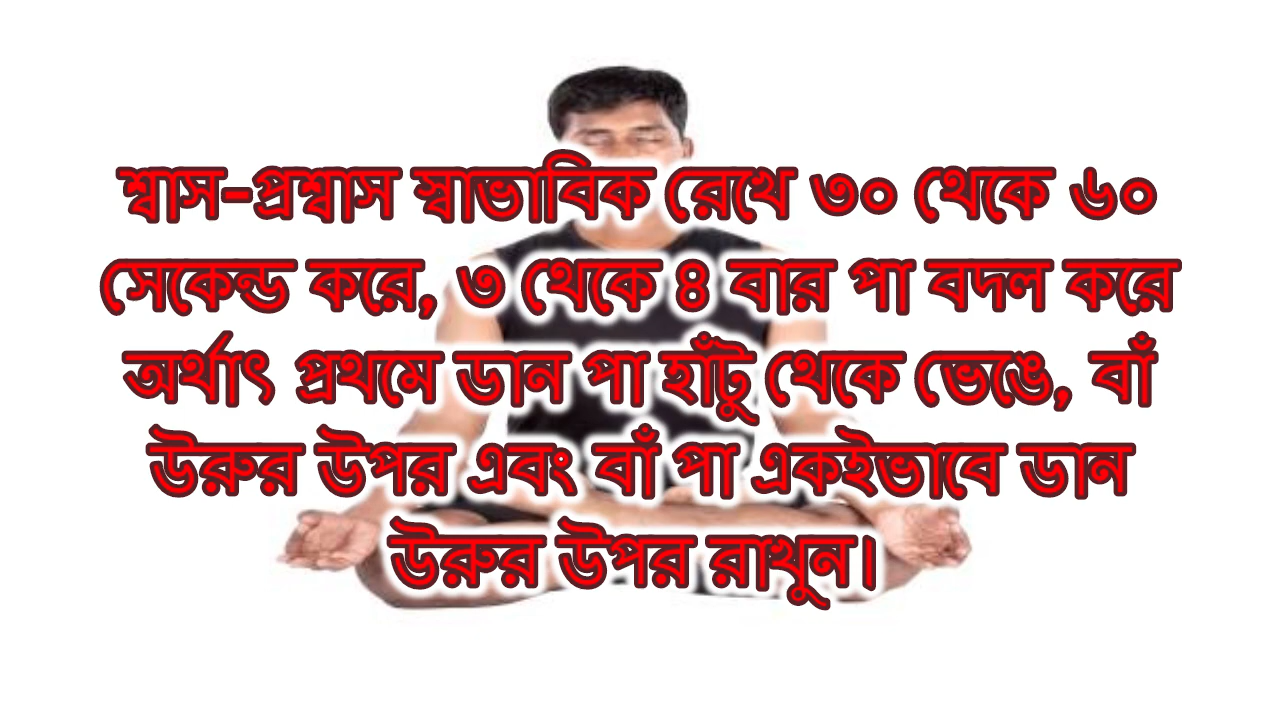 শ্বাস-প্রশ্বাস স্বাভাবিক রেখে ৩০ থেকে ৬০
সেকেন্ড করে, ৩ থেকে ৪ বার পা বদল করে
অর্থাৎ প্রথমে ডান পা হাঁটু থেকে ভেঙে, বাঁ
উরুর উপর এবং বাঁ পা একইভাবে ডান
উরুর উপর রাখুন।